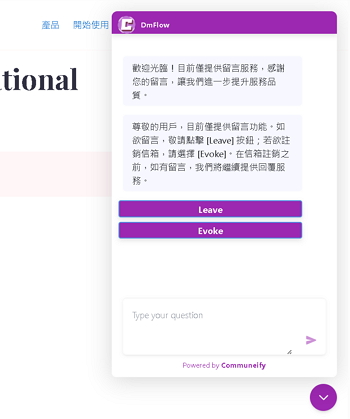 產品 開始使用
ational
DmFlow
歡迎光臨！目前僅提供留言服務，感謝
您的留言，讓我們進一步提升服務品
質。
尊敬的用戶，目前僅提供留言功能。如
欲留言，敬請點擊 [Leave] 按鈕；若欲註
銷信箱，請選擇 [Evoke]。在信箱註銷之
前，如有留言，我們將繼續提供回覆服
務。
Leave
Evoke
Type your question
Powered by Communeify